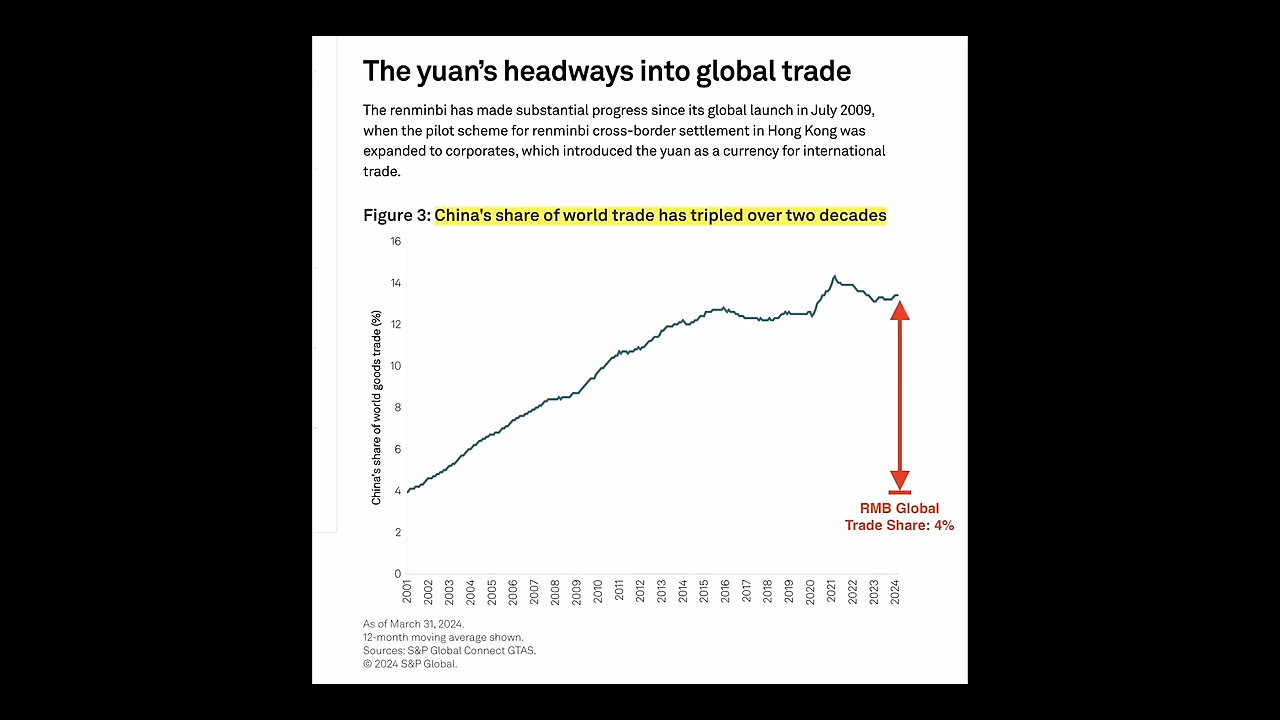 The yuan’s headways into global trade
The renminbi has made substantial progress since its global launch in July 2009,
when the pilot scheme for renminbi cross-border settlement in Hong Kong was
expanded to corporates, which introduced the yuan as a currency for international
trade.
Figure 3: China’s share of world trade has tripled over two decades
China’s share of world goods trade (%)
16
14
12
10
8
6
4
2
0
RMB Global
Trade Share: 4%
2001
2002
2003
2004
2005
2006
2007
2008
2009
2010
2011
2012
2013
2014
2015
2016
2017
2018
2019
2020
2021
2022
2023
2024
As of March 31, 2024.
12-month moving average shown.
Sources: S&P Global Connect GTAS.
© 2024 S&P Global.